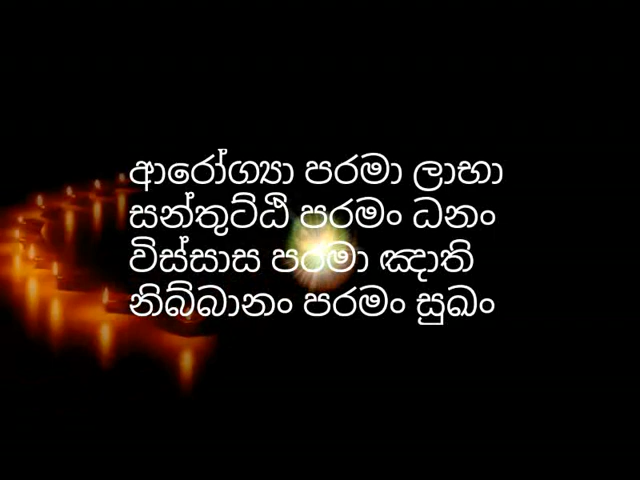 ආරෝග්‍යා පරමා ලාභා
සන්තුට්ඨි පරමං ධනං
විස්සාස පරමා ඤාති
නිබ්බානං පරමං සුඛං